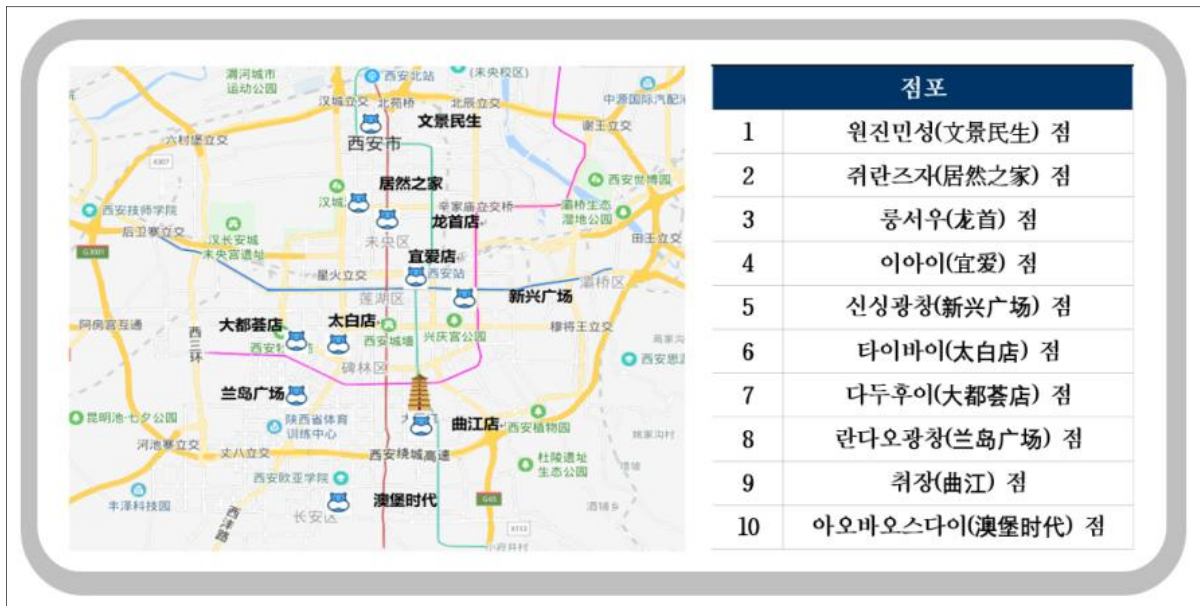 渭河城市
运动公园
西安北站
(未央校区)
汉城立交
北苑桥
北辰立交
中源国际汽配
谢王立交
文景民生
六村堡立交
西安市
居然之家
西安世博园
西安技师学院
汉城
辛家庙立交桥
灞桥生态
湿地公园
龙首店
后卫寨立交
汉长安城
未央宫遗址
未央区
田王立交
G3001
宜爱店
星火立交
西安站
灞桥区
莲湖区
新兴广场
大都荟店
太白店
阿房宫互通
西三环
西安城墙
兴庆宫公园
穆将王立交
碑林区
兰岛广场
昆明池·七夕公园
陕西省体育
训练中心
曲江店
西安植物园
河池寨立交
丈八立交
西安绕城高速
杜陵遗址
生态公园
西安欧亚学院
澳堡时代
丰泽科技园
长安区
西沣路
G65
점포
1 원진민성(文景民生) 점
2 쥐란즈자(居然之家) 점
3 룽서우(龙首) 점
4 이아이(宜爱) 점
5 신싱광창(新兴广场) 점
6 타이바이(太白店) 점
7 다두후이(大都荟店) 점
8 란다오광창(兰岛广场) 점
9 취장(曲江) 점
10 아오바오스다이(澳堡时代) 점